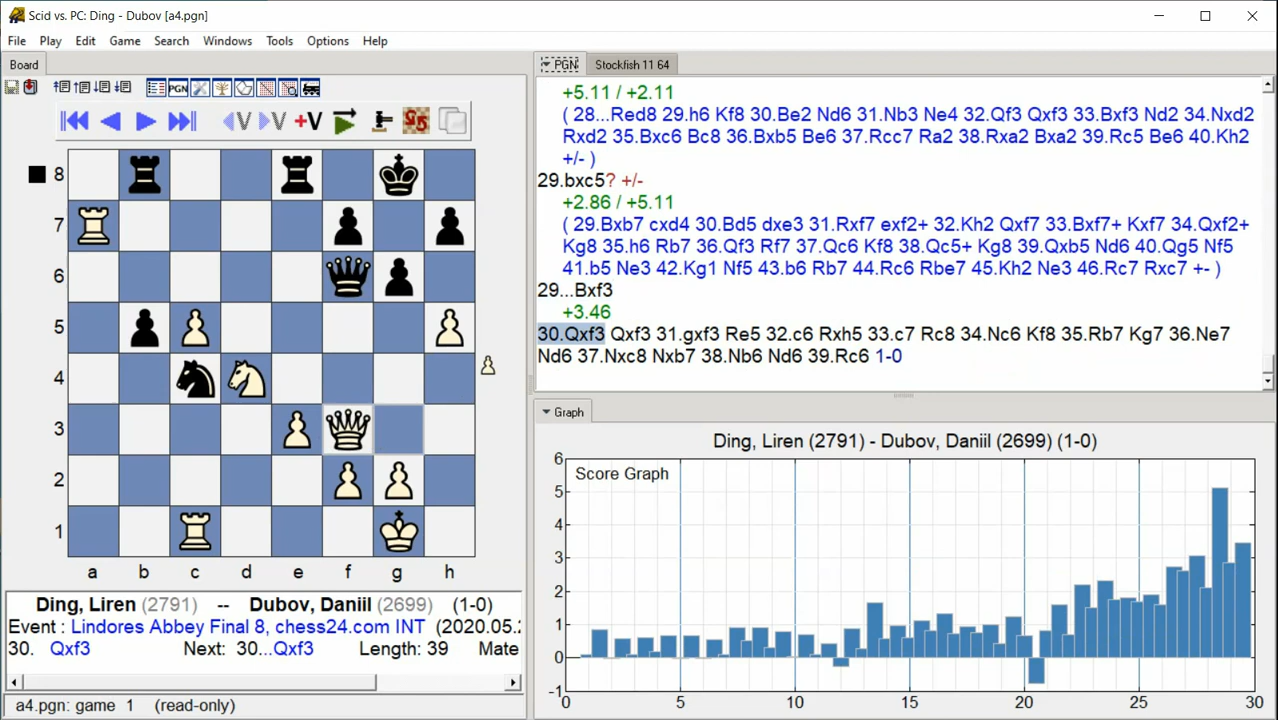 Scid vs. PC: Ding - Dubov [a4.pgn]
File Play Edit Game Search Windows Tools Options Help
Board
PGN
+V
8
7
6
5
4
3
2
1
a b c d e f g h
Ding, Liren (2791) -- Dubov, Daniil (2699) (1-0)
Event : Lindores Abbey Final 8, chess24.com INT (2020.05.2
30. Qxf3 Next: 30...Qxf3 Length: 39 Mate
a4.pgn: game 1 (read-only)
PGN Stockfish 11 64
+5.11 / +2.11
( 28...Red8 29.h6 Kf8 30.Be2 Nd6 31.Nb3 Ne4 32.Qf3 Qxf3 33.Bxf3 Nd2 34.Nxd2
Rxd2 35.Bxc6 Bc8 36.Bxb5 Be6 37.Rcc7 Ra2 38.Rxa2 Bxa2 39.Rc5 Be6 40.Kh2
+/- )
29.bxc5? +/-
+2.86 / +5.11
( 29.Bxb7 cxd4 30.Bd5 dxe3 31.Rxf7 exf2+ 32.Kh2 Qxf7 33.Bxf7+ Kxf7 34.Qxf2+
Kg8 35.h6 Rb7 36.Qf3 Rf7 37.Qc6 Kf8 38.Qc5+ Kg8 39.Qxb5 Nd6 40.Qg5 Nf5
41.b5 Ne3 42.Kg1 Nf5 43.b6 Rb7 44.Rc6 Rbe7 45.Kh2 Ne3 46.Rc7 Rxc7 +- )
29...Bxf3
+3.46
30.Qxf3 Qxf3 31.gxf3 Re5 32.c6 Rxh5 33.c7 Rc8 34.Nc6 Kf8 35.Rb7 Kg7 36.Ne7
Nd6 37.Nxc8 Nxb7 38.Nb6 Nd6 39.Rc6 1-0
Graph
Ding, Liren (2791) - Dubov, Daniil (2699) (1-0)
Score Graph
6
5
4
3
2
1
0
-1
0 5 10 15 20 25 30